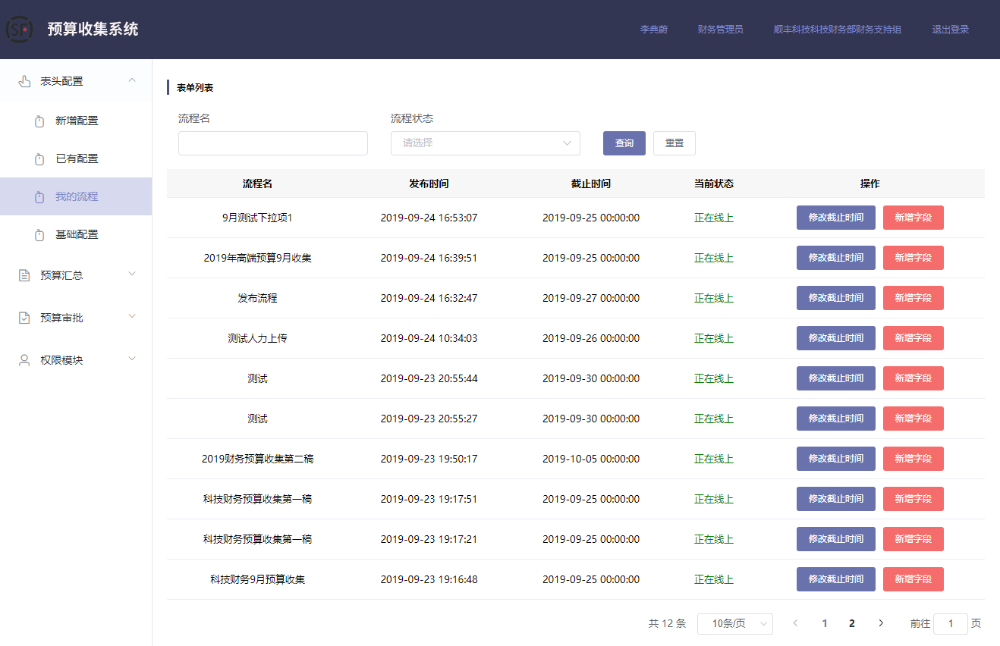 SF 预算收集系统 李典蔚 财务管理员 顺丰科技科技财务部财务支持组 退出登录
表头配置
新增配置
已有配置
我的流程
基础配置
预算汇总
预算审批
权限模块
表单列表
流程名 流程状态
请选择 查询 重置
流程名 发布时间 截止时间 当前状态 操作
9月测试下拉项1 2019-09-24 16:53:07 2019-09-25 00:00:00 正在线上 修改截止时间 新增字段
2019年高端预算9月收集 2019-09-24 16:39:51 2019-09-25 00:00:00 正在线上 修改截止时间 新增字段
发布流程 2019-09-24 16:32:47 2019-09-27 00:00:00 正在线上 修改截止时间 新增字段
测试人力上传 2019-09-24 10:34:03 2019-09-26 00:00:00 正在线上 修改截止时间 新增字段
测试 2019-09-23 20:55:44 2019-09-30 00:00:00 正在线上 修改截止时间 新增字段
测试 2019-09-23 20:55:27 2019-09-30 00:00:00 正在线上 修改截止时间 新增字段
2019财务预算收集第二稿 2019-09-23 19:50:17 2019-10-05 00:00:00 正在线上 修改截止时间 新增字段
科技财务预算收集第一稿 2019-09-23 19:17:51 2019-09-25 00:00:00 正在线上 修改截止时间 新增字段
科技财务预算收集第一稿 2019-09-23 19:17:21 2019-09-25 00:00:00 正在线上 修改截止时间 新增字段
科技财务9月预算收集 2019-09-23 19:16:48 2019-09-25 00:00:00 正在线上 修改截止时间 新增字段
共 12 条 10条/页 1 2 前往 1 页